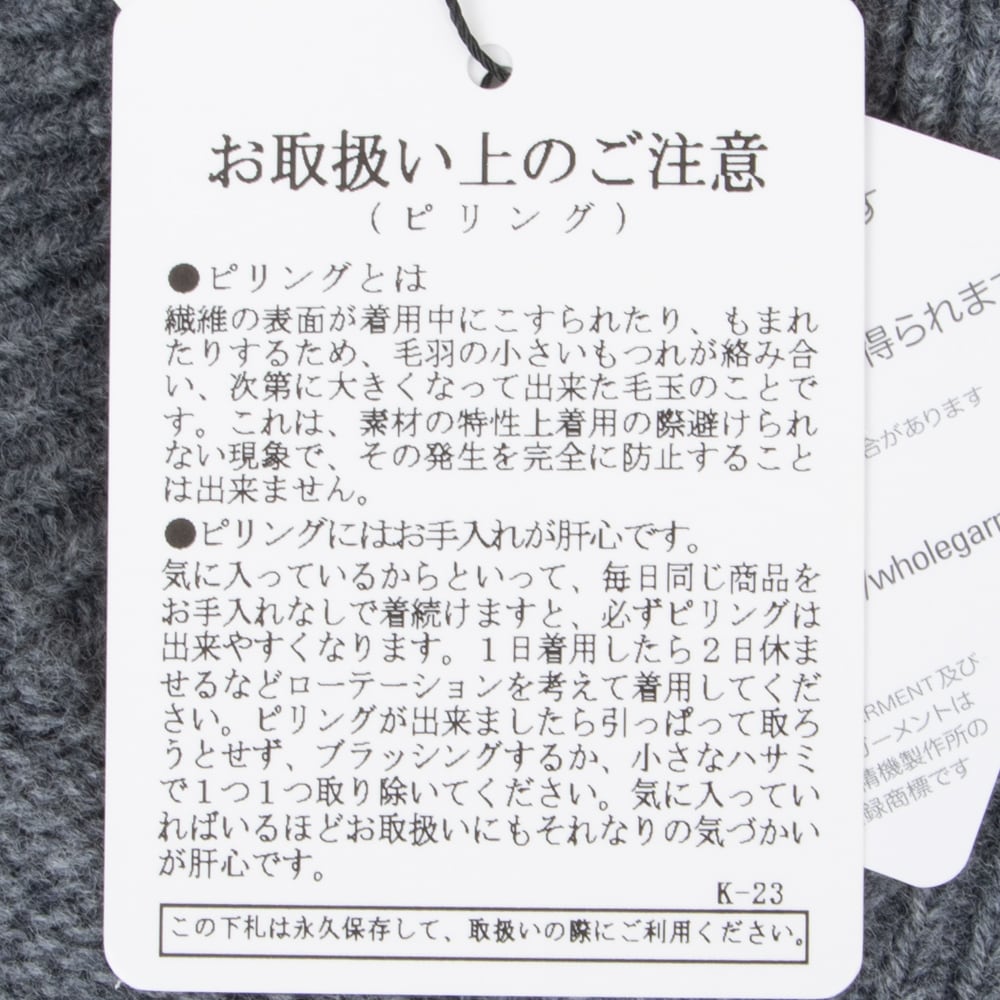 お取扱い上のご注意
(ピリング)
●ピリングとは
繊維の表面が着用中にこすられたり、もまれ
たりするため、毛羽の小さいもつれが絡み合
い、次第に大きくなって出来た毛玉のことで
す。これは、素材の特性上着用の際避けられ
ない現象で、その発生を完全に防止すること
は出来ません。
●ピリングにはお手入れが肝心です。
気に入っているからといって、毎日同じ商品を
お手入れなしで着続けますと、必ずピリングは
出来やすくなります。1日着用したら2日休ま
せるなどローテーションを考えて着用してくだ
さい。ピリングが出来ましたら引っぱって取ろ
うとせず、ブラッシングするか、小さなハサミ
で1つ1つ取り除いてください。気に入ってい
ればいるほどお取扱いにもそれなりの気づかい
が肝心です。
K-23
この下札は永久保存して、取扱いの際にご利用ください。
す
得られます
合があります
/wholegarm
ARMENT及び
ガーメントは
精機製作所の
録商標です